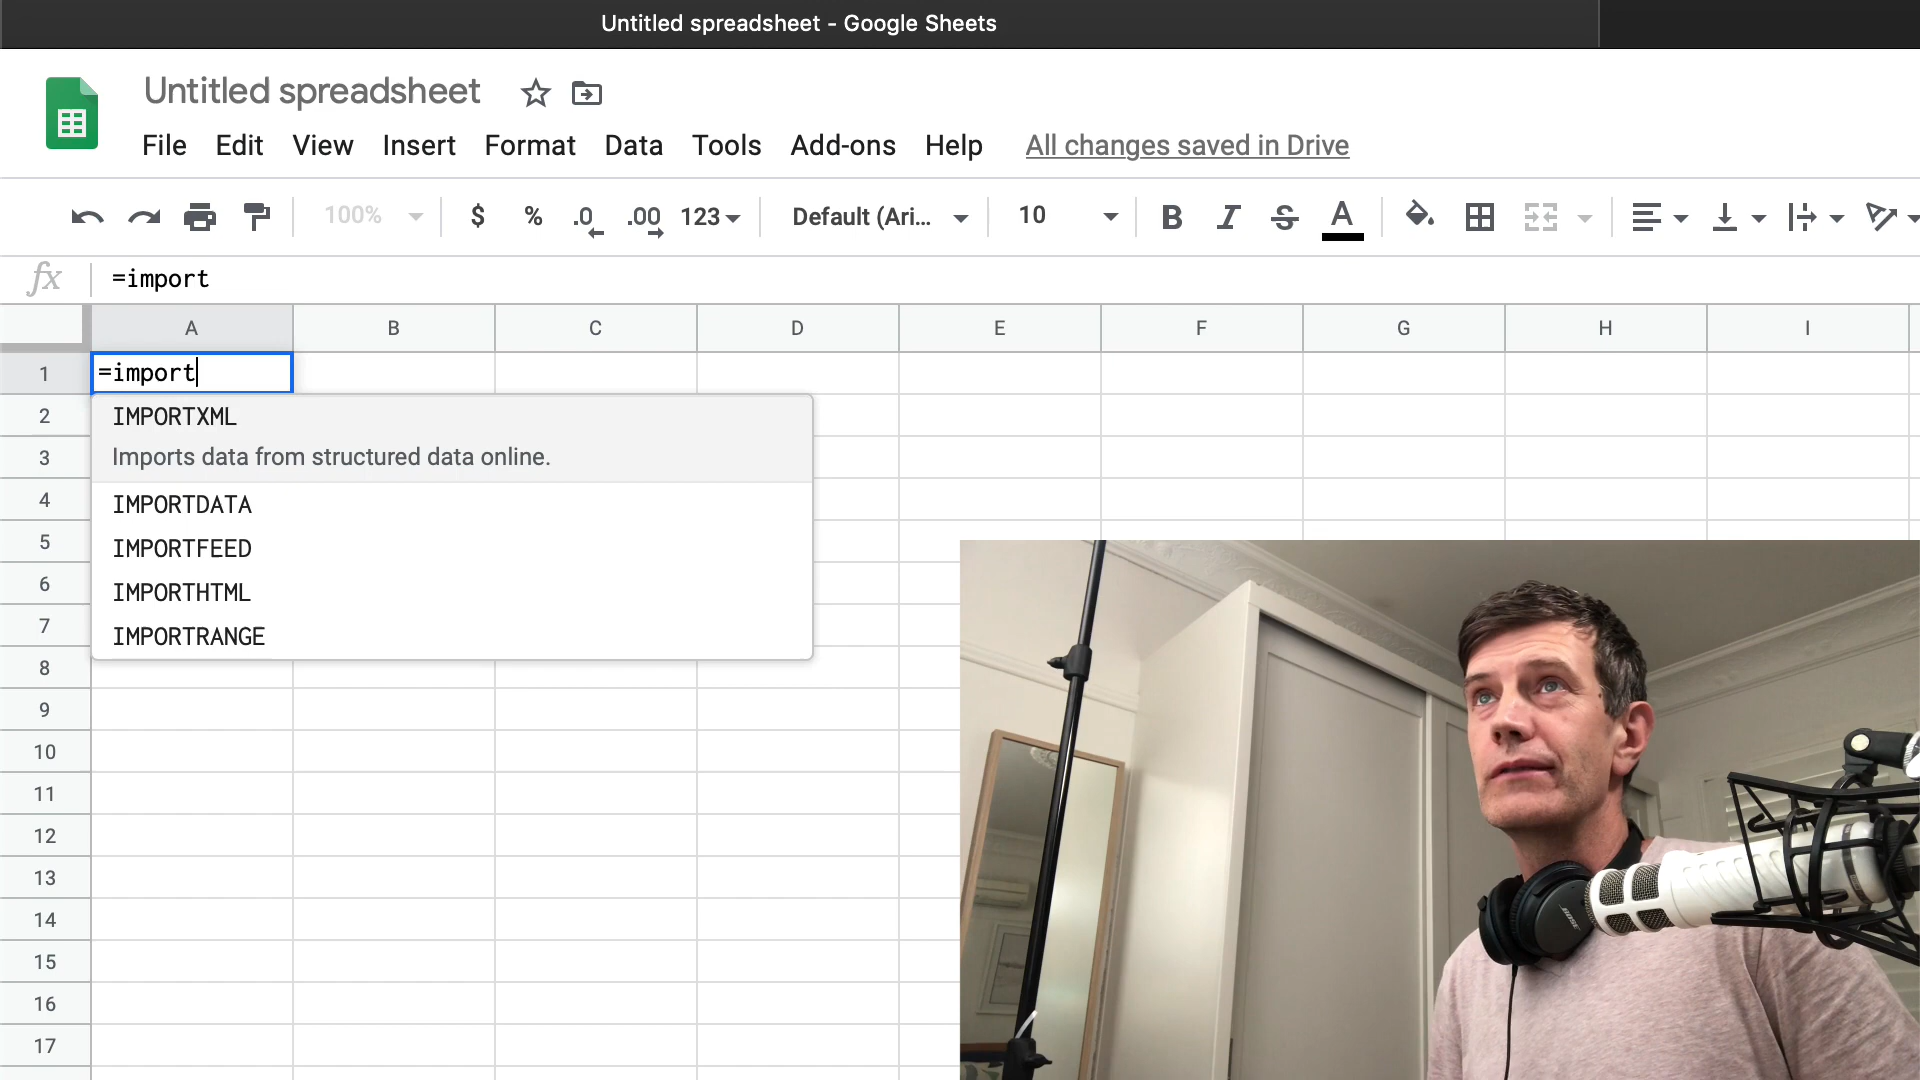 Untitled spreadsheet - Google Sheets
Untitled spreadsheet
File Edit View Insert Format Data Tools Add-ons Help All changes saved in Drive
100% $ % .0 .00 123 Default (Ari... 10 B I S A
fx =import
A B C D E F G H I
1 =import
2
3
4
5
6
7
8
9
10
11
12
13
14
15
16
17
IMPORTXML
Imports data from structured data online.
IMPORTDATA
IMPORTFEED
IMPORTHTML
IMPORTRANGE
BOSE